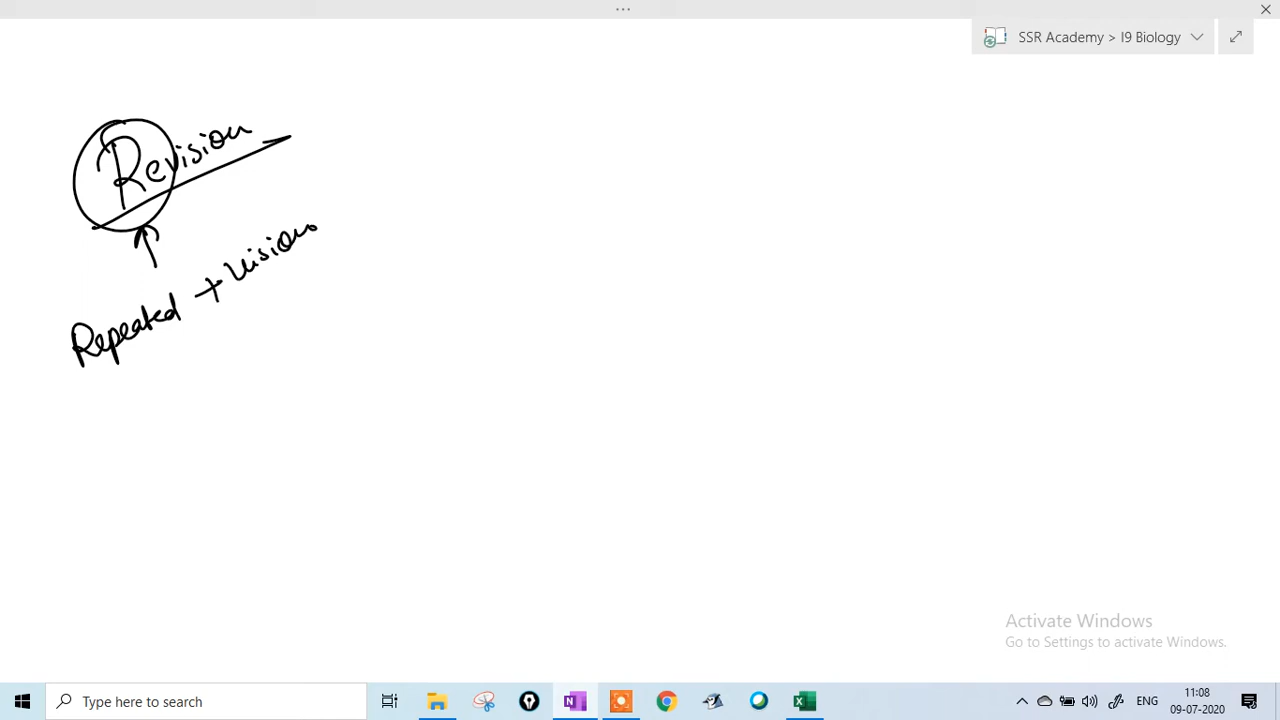 ...
SSR Academy > I9 Biology
Revision
Repeated + Vision
Activate Windows
Go to Settings to activate Windows.
Type here to search
ENG
11:08
09-07-2020